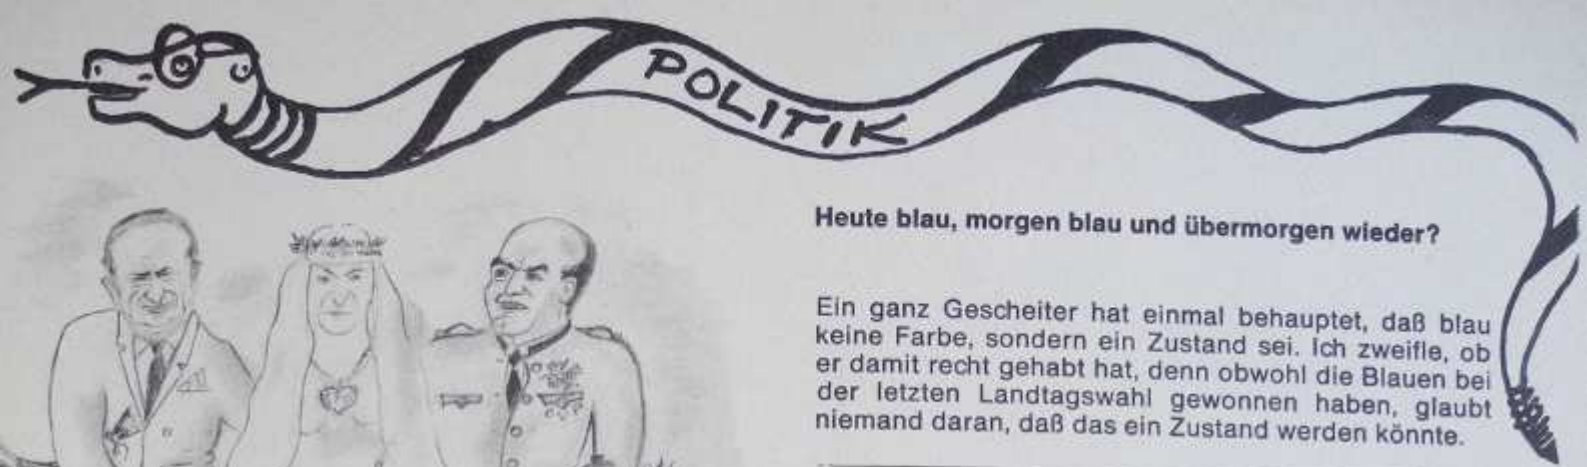 POLITIK
Heute blau, morgen blau und übermorgen wieder?
Ein ganz Gescheiter hat einmal behauptet, daß blau
keine Farbe, sondern ein Zustand sei. Ich zweifle, ob
er damit recht gehabt hat, denn obwohl die Blauen bei
der letzten Landtagswahl gewonnen haben, glaubt
niemand daran, daß das ein Zustand werden könnte.